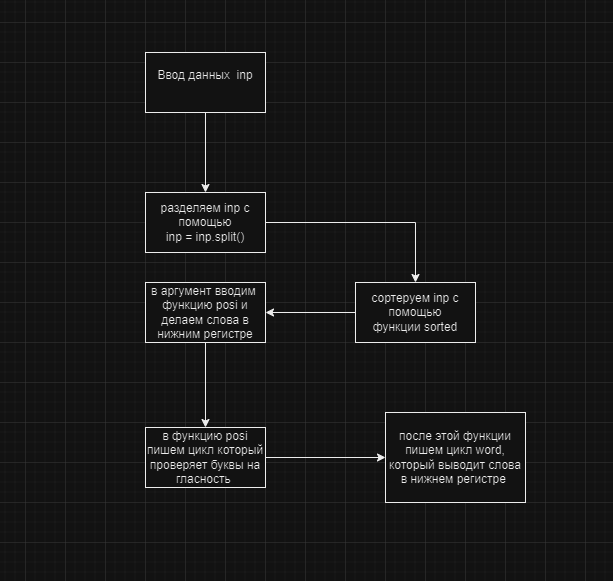 Ввод данных inp
разделяем inp с
помощью
inp = inp.split()
сортируем inp с
помощью
функции sorted
в аргумент вводим
функцию posi и
делаем слова в
нижним регистре
в функцию posi
пишем цикл который
проверяет буквы на
гласность
после этой функции
пишем цикл word,
который выводит слова
в нижнем регистре